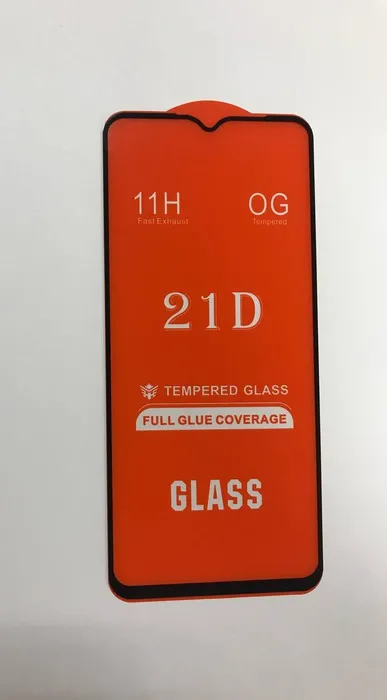 11H OG
Fast Exhaust Tempered
21D
TEMPERED GLASS
FULL GLUE COVERAGE
GLASS